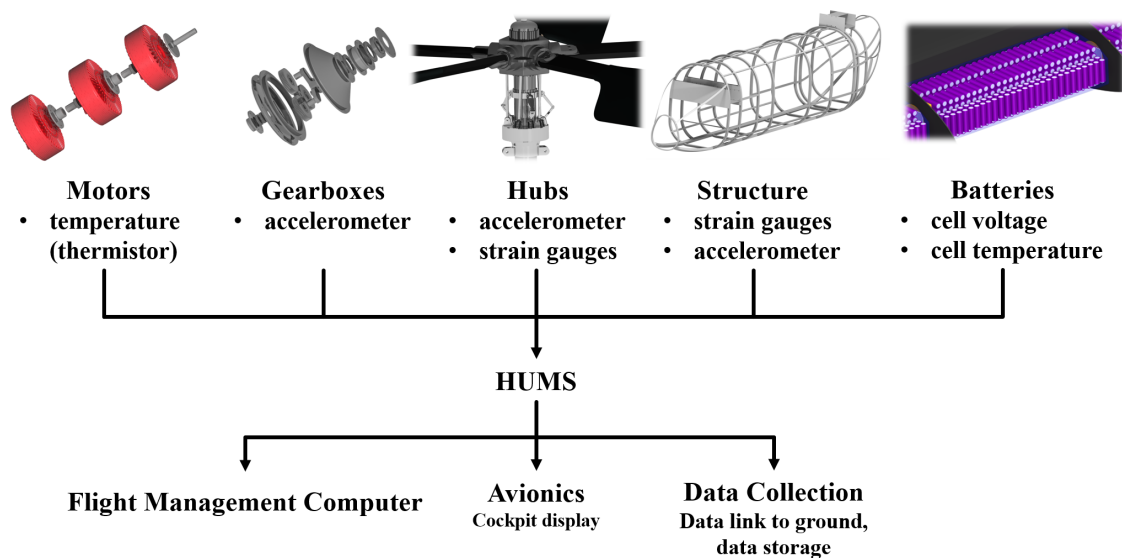 Motors
• temperature
(thermistor)
Gearboxes
• accelerometer
Hubs
• accelerometer
• strain gauges
Structure
• strain gauges
• accelerometer
Batteries
• cell voltage
• cell temperature
HUMS
Flight Management Computer
Avionics
Cockpit display
Data Collection
Data link to ground,
data storage